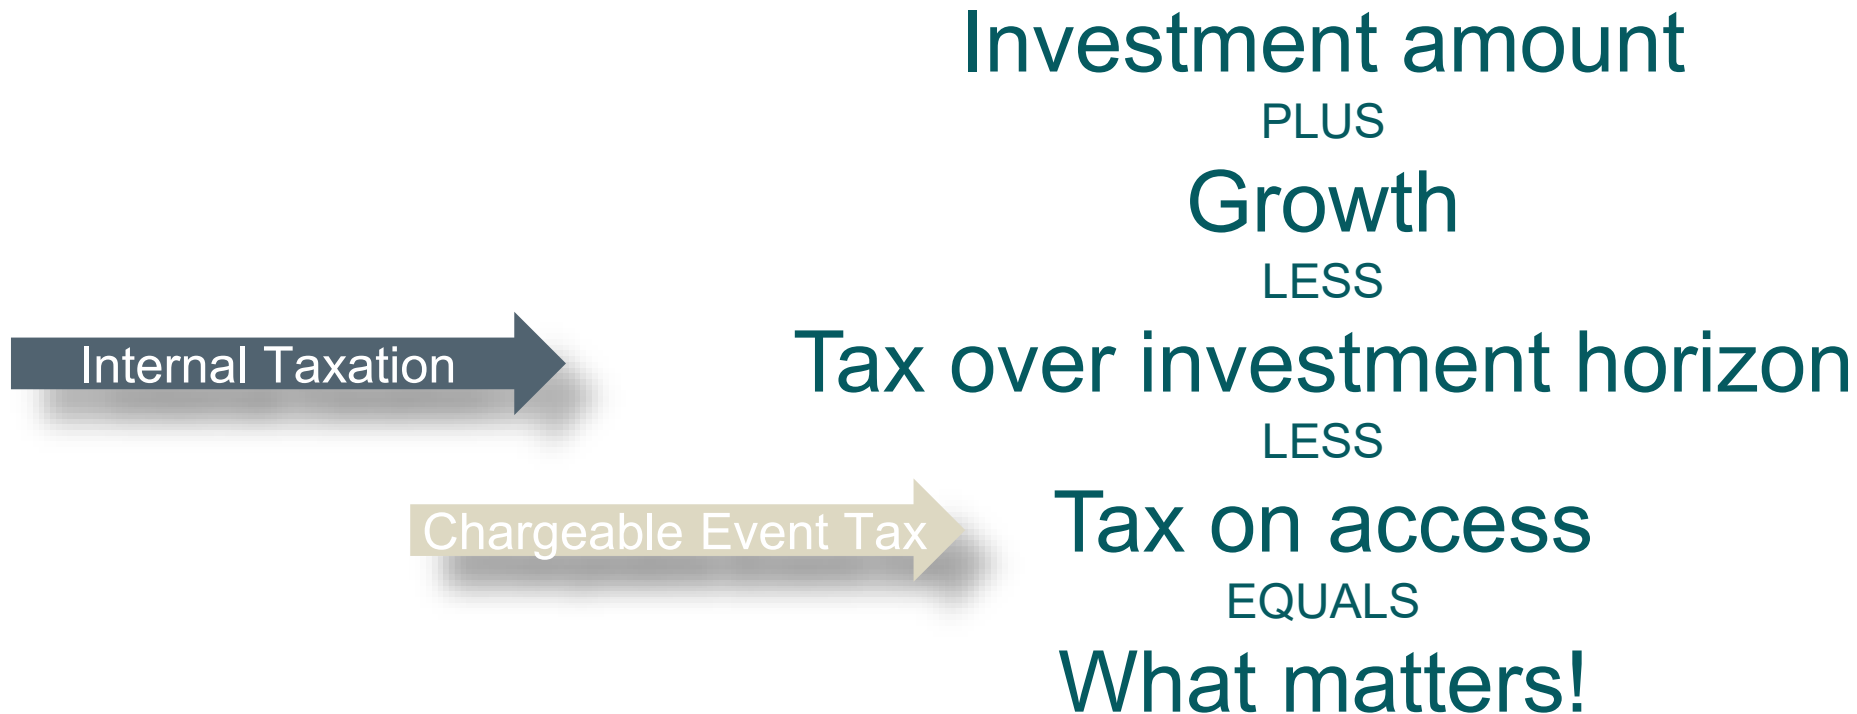 Investment amount
PLUS
Growth
LESS
Internal Taxation
Tax over investment horizon
LESS
Chargeable Event Tax
Tax on access
EQUALS
What matters!